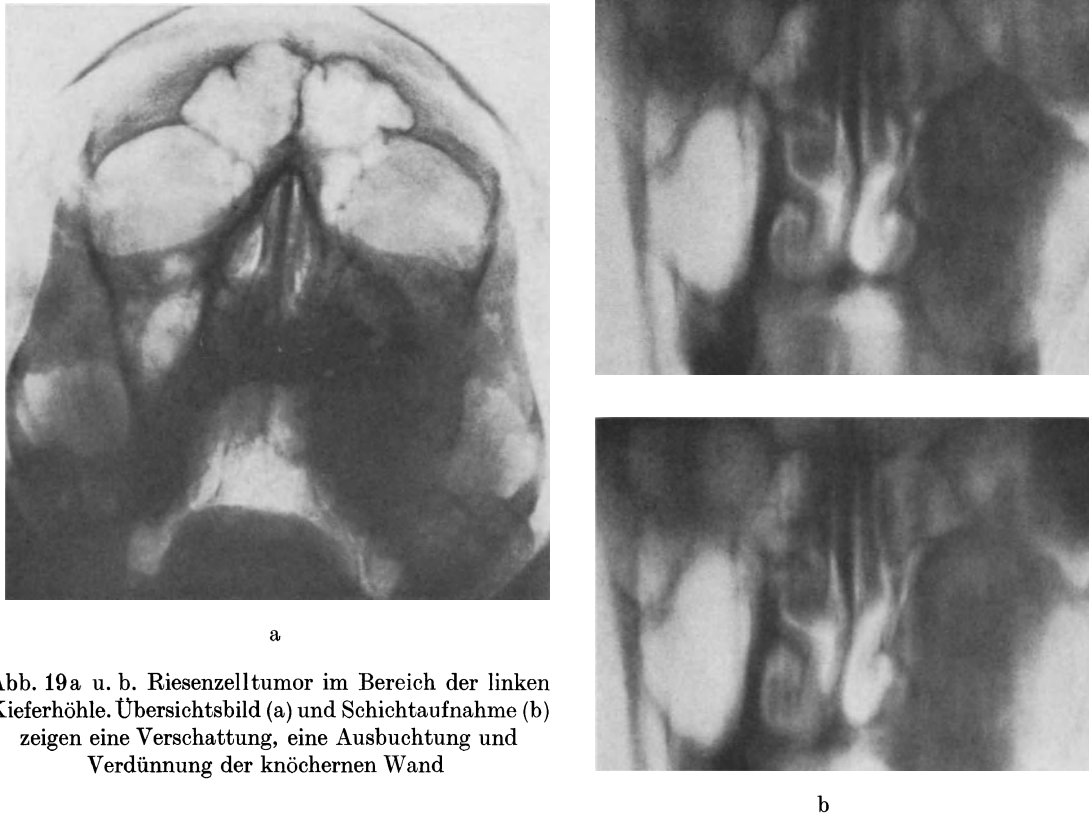 a
Abb. 19a u. b. Riesenzelltumor im Bereich der linken
Kieferhöhle. Übersichtsbild (a) und Schichtaufnahme (b)
zeigen eine Verschattung, eine Ausbuchtung und
Verdünnung der knöchernen Wand
b